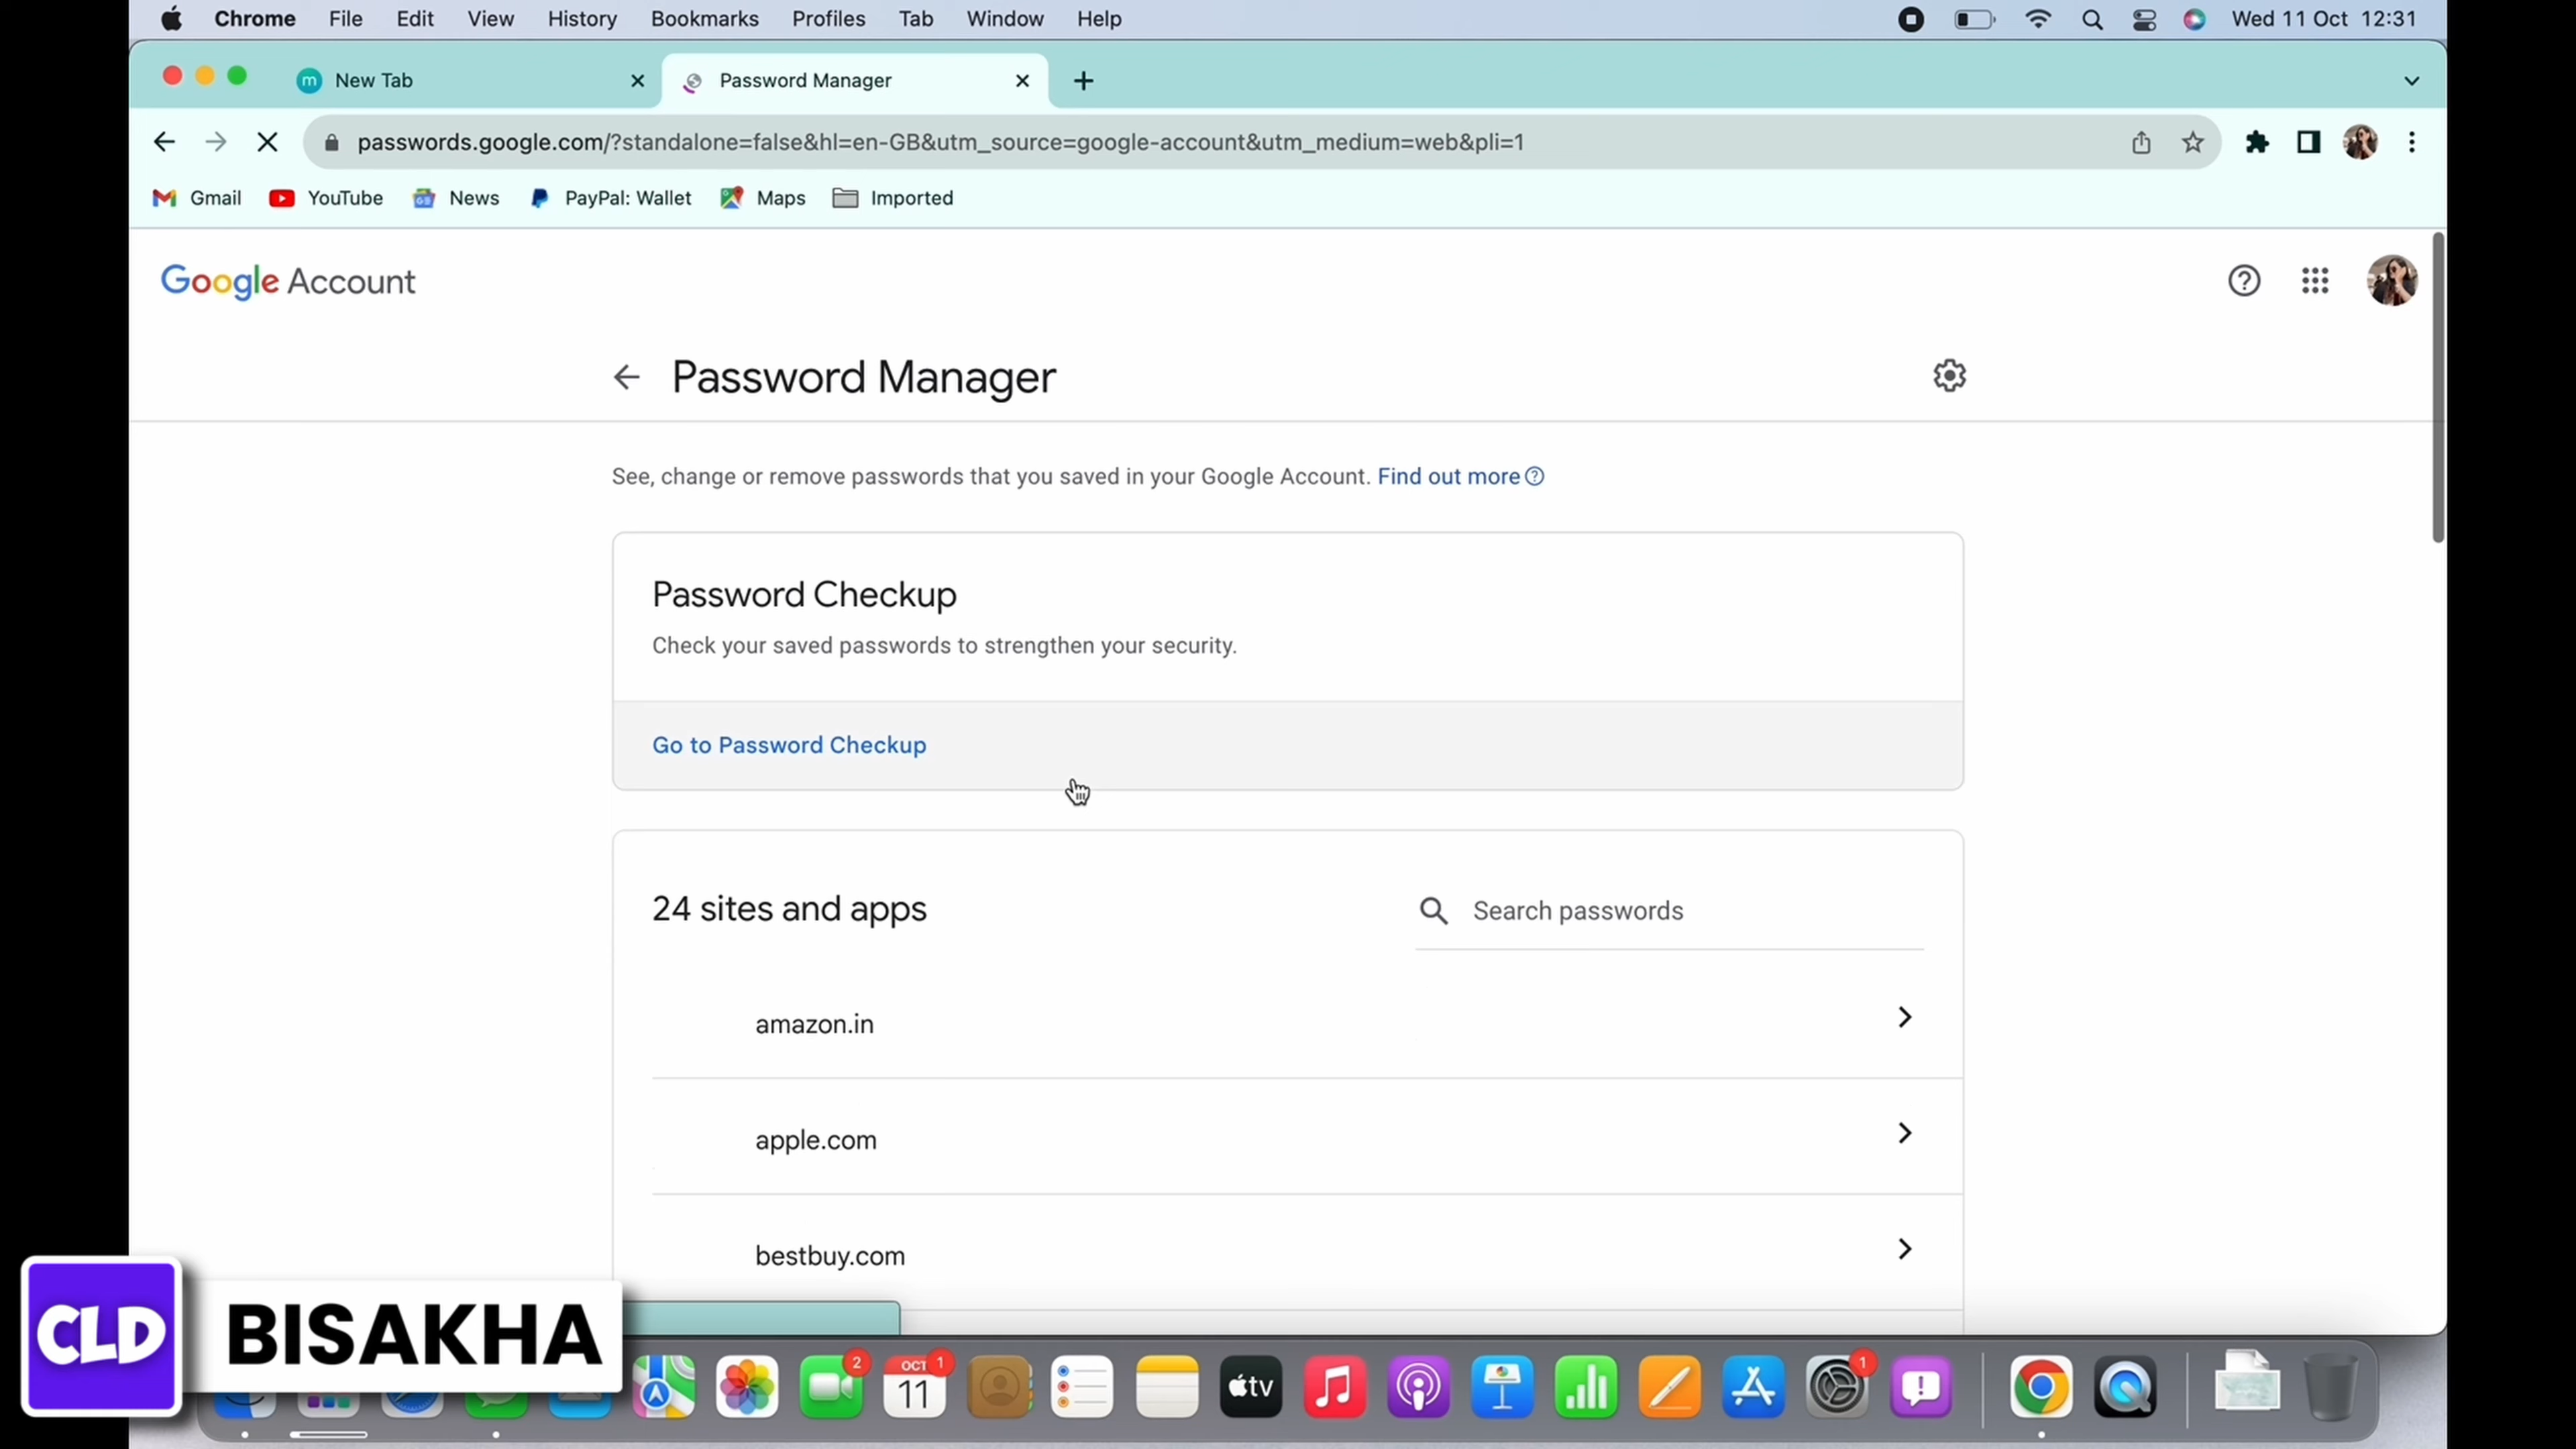 Chrome File Edit View History Bookmarks Profiles Tab Window Help Wed 11 Oct 12:31
m New Tab Password Manager
passwords.google.com/?standalone=false&hl=en-GB&utm_source=google-account&utm_medium=web&pli=1
Gmail YouTube News PayPal: Wallet Maps Imported
Google Account
Password Manager
See, change or remove passwords that you saved in your Google Account. Find out more
Password Checkup
Check your saved passwords to strengthen your security.
Go to Password Checkup
24 sites and apps Search passwords
amazon.in
apple.com
bestbuy.com
CLD BISAKHA
2 OCT 1 11 tv 1